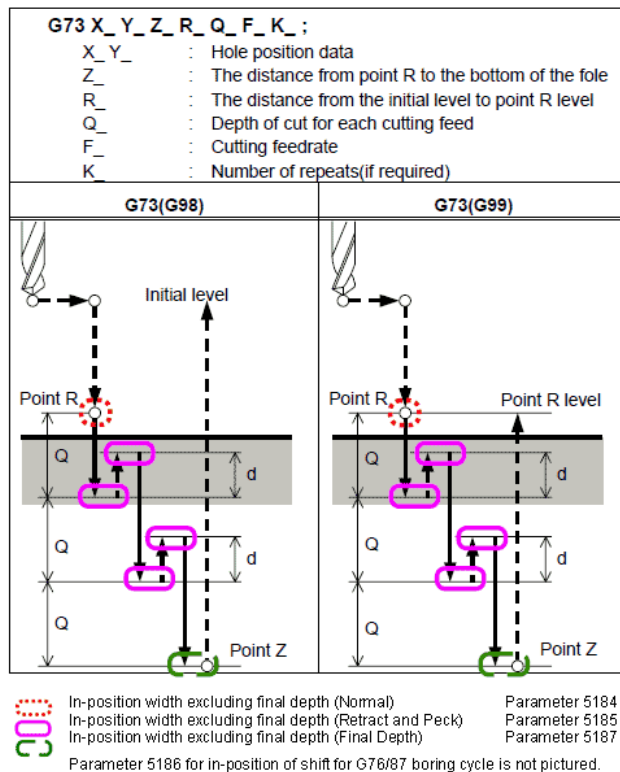 G73 X_ Y_ Z_ R_ Q_ F_ K_ ;
X_ Y_ : Hole position data
Z_ : The distance from point R to the bottom of the fole
R_ : The distance from the initial level to point R level
Q_ : Depth of cut for each cutting feed
F_ : Cutting feedrate
K_ : Number of repeats(if required)
G73(G98)
G73(G99)
Initial level
Point R
Q
d
Q
d
Q
Point Z
Point R
Point R level
Q
d
Q
d
Q
Point Z
In-position width excluding final depth (Normal) Parameter 5184
In-position width excluding final depth (Retract and Peck) Parameter 5185
In-position width excluding final depth (Final Depth) Parameter 5187
Parameter 5186 for in-position of shift for G76/87 boring cycle is not pictured.